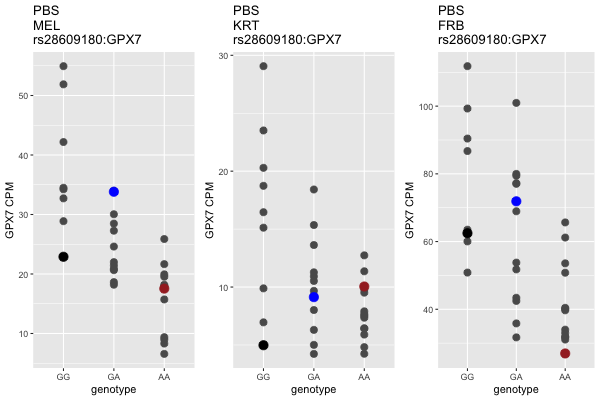 PBS
MEL
rs28609180:GPX7
GPX7 CPM
50
40
30
20
10
GG GA AA
genotype
PBS
KRT
rs28609180:GPX7
GPX7 CPM
30
20
10
GG GA AA
genotype
PBS
FRB
rs28609180:GPX7
GPX7 CPM
100
80
60
40
GG GA AA
genotype